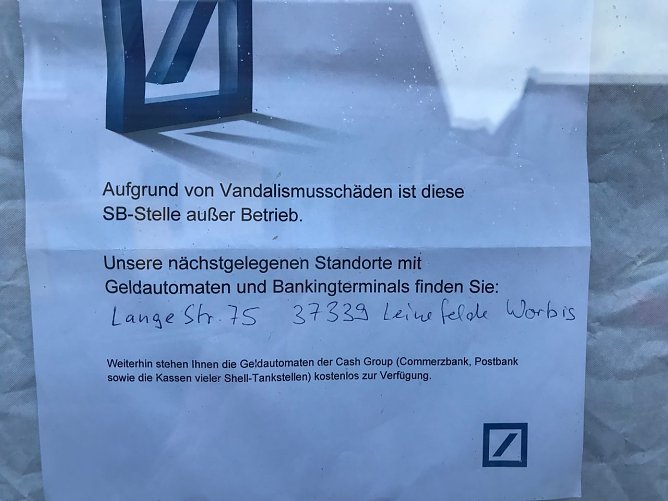 Aufgrund von Vandalismusschäden ist diese
SB-Stelle außer Betrieb.
Unsere nächstgelegenen Standorte mit
Geldautomaten und Bankingterminals finden Sie:
Lange Str. 75 37339 Leinefelde Worbis
Weiterhin stehen Ihnen die Geldautomaten der Cash Group (Commerzbank, Postbank
sowie die Kassen vieler Shell-Tankstellen) kostenlos zur Verfügung.